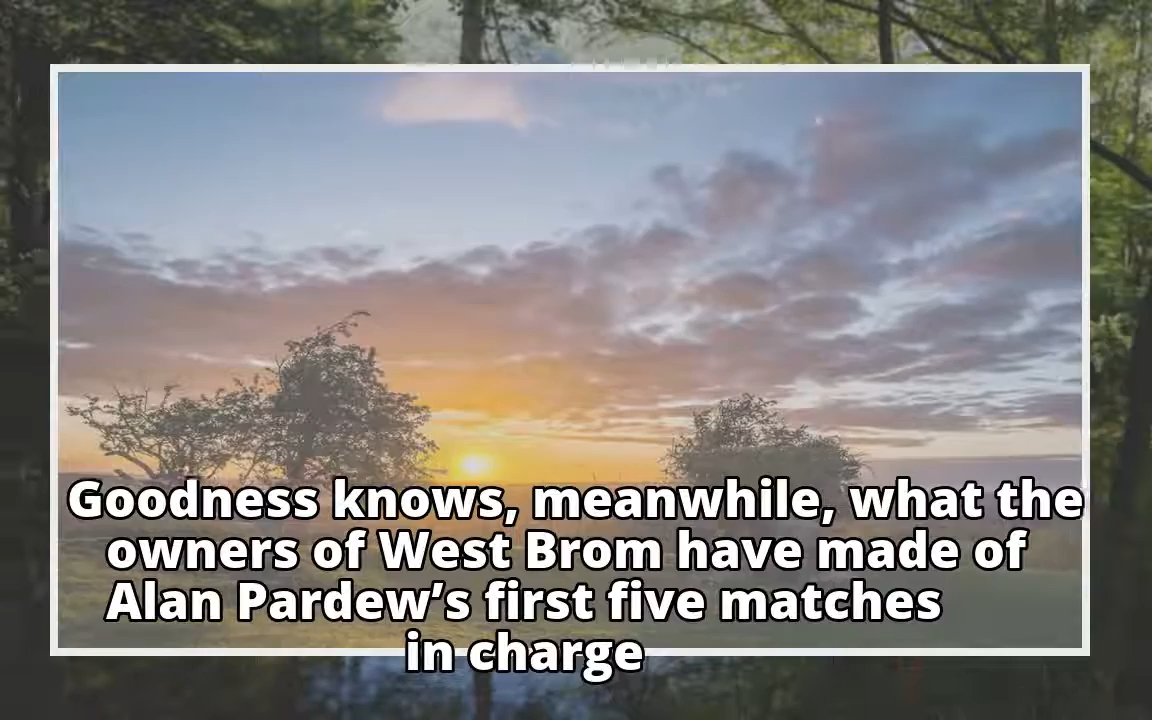 Goodness knows, meanwhile, what the
owners of West Brom have made of
Alan Pardew’s first five matches
in charge